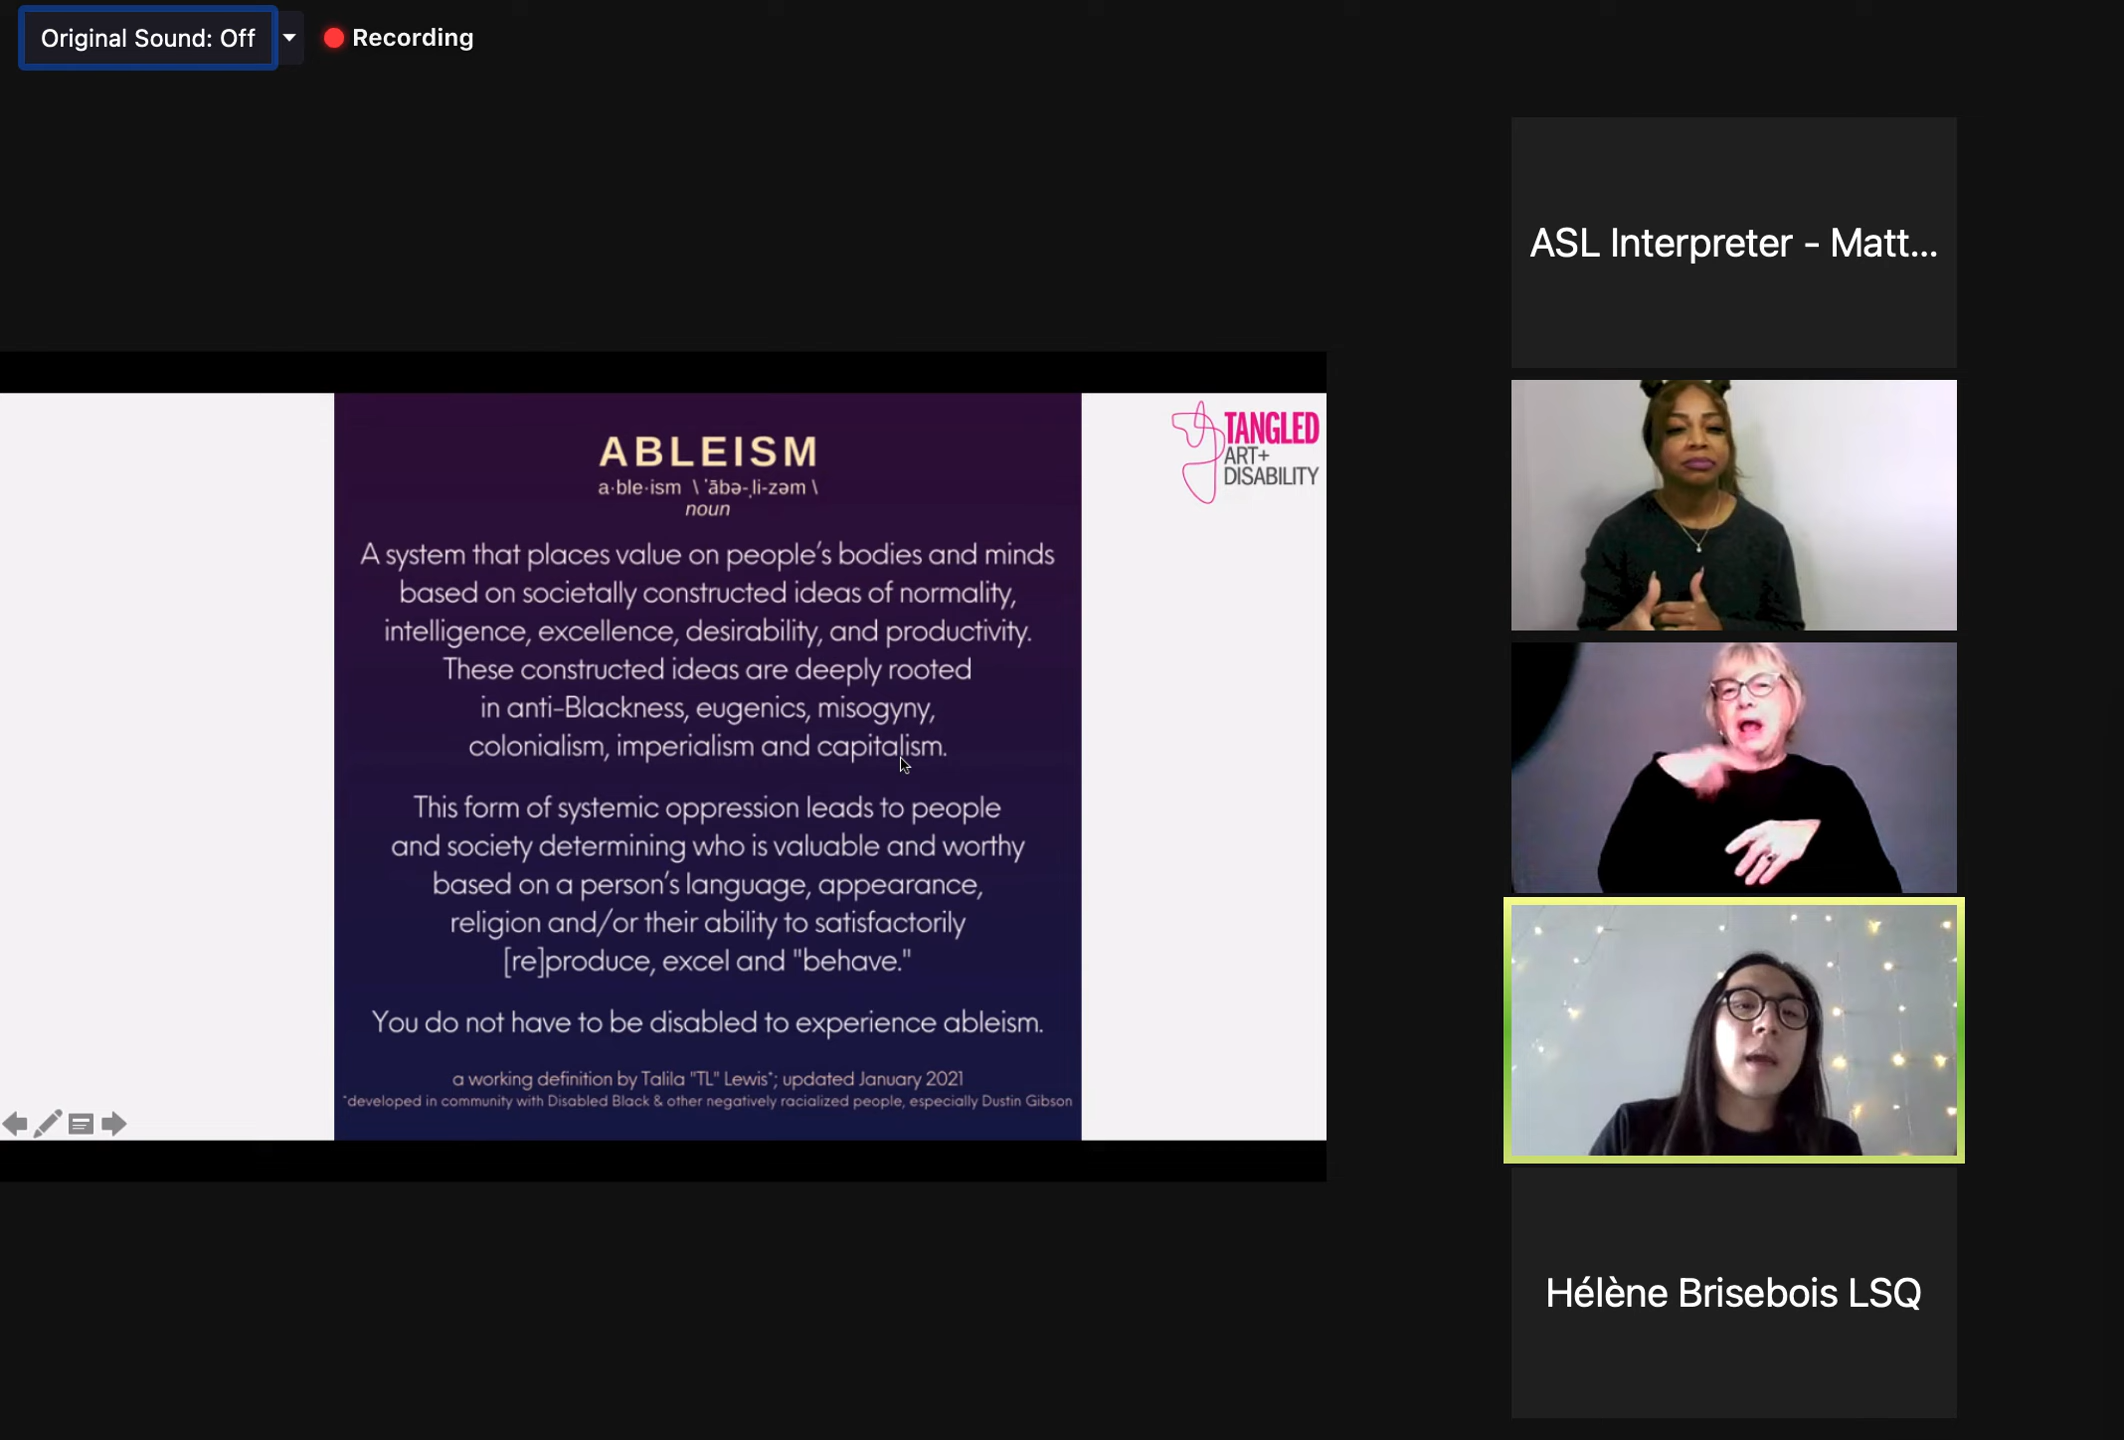 Original Sound: Off
Recording
ASL Interpreter - Matt...
TANGLED
ART+
DISABILITY
ABLEISM
a·ble·ism \ ˈābə-ˌli-zəm \
noun
A system that places value on people's bodies and minds
based on societally constructed ideas of normality,
intelligence, excellence, desirability, and productivity.
These constructed ideas are deeply rooted
in anti-Blackness, eugenics, misogyny,
colonialism, imperialism and capitalism.
This form of systemic oppression leads to people
and society determining who is valuable and worthy
based on a person's language, appearance,
religion and/or their ability to satisfactorily
[re]produce, excel and "behave."
You do not have to be disabled to experience ableism.
a working definition by Talila "TL" Lewis*; updated January 2021
*developed in community with Disabled Black & other negatively racialized people, especially Dustin Gibson
Hélène Brisebois LSQ